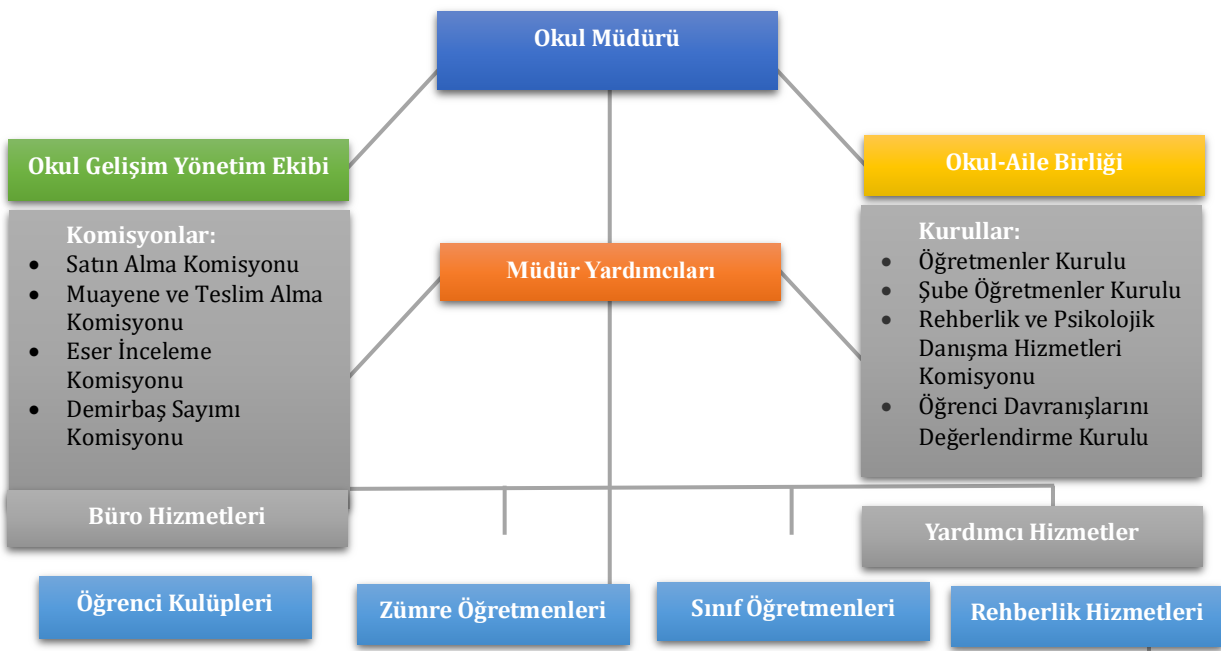 Okul Müdürü
Okul Gelişim Yönetim Ekibi
Okul-Aile Birliği
Komisyonlar:
• Satın Alma Komisyonu
• Muayene ve Teslim Alma
Komisyonu
• Eser İnceleme
Komisyonu
• Demirbaş Sayımı
Komisyonu
Müdür Yardımcıları
Kurullar:
• Öğretmenler Kurulu
• Şube Öğretmenler Kurulu
• Rehberlik ve Psikolojik
Danışma Hizmetleri
Komisyonu
• Öğrenci Davranışlarını
Değerlendirme Kurulu
Büro Hizmetleri
Yardımcı Hizmetler
Öğrenci Kulüpleri
Zümre Öğretmenleri
Sınıf Öğretmenleri
Rehberlik Hizmetleri